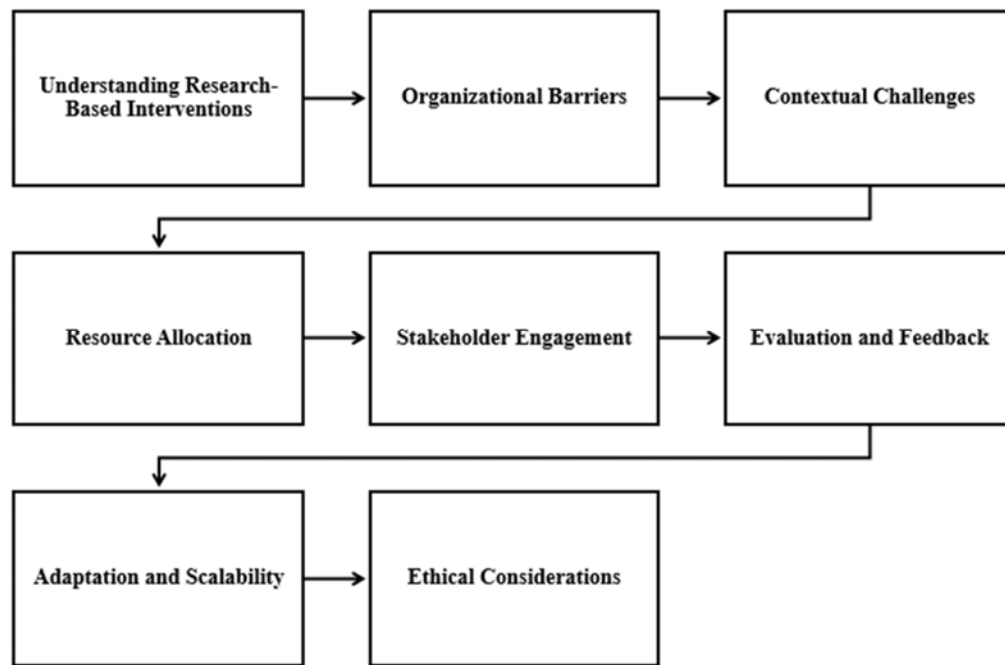 Understanding Research-
Based Interventions
Organizational Barriers
Contextual Challenges
Resource Allocation
Stakeholder Engagement
Evaluation and Feedback
Adaptation and Scalability
Ethical Considerations